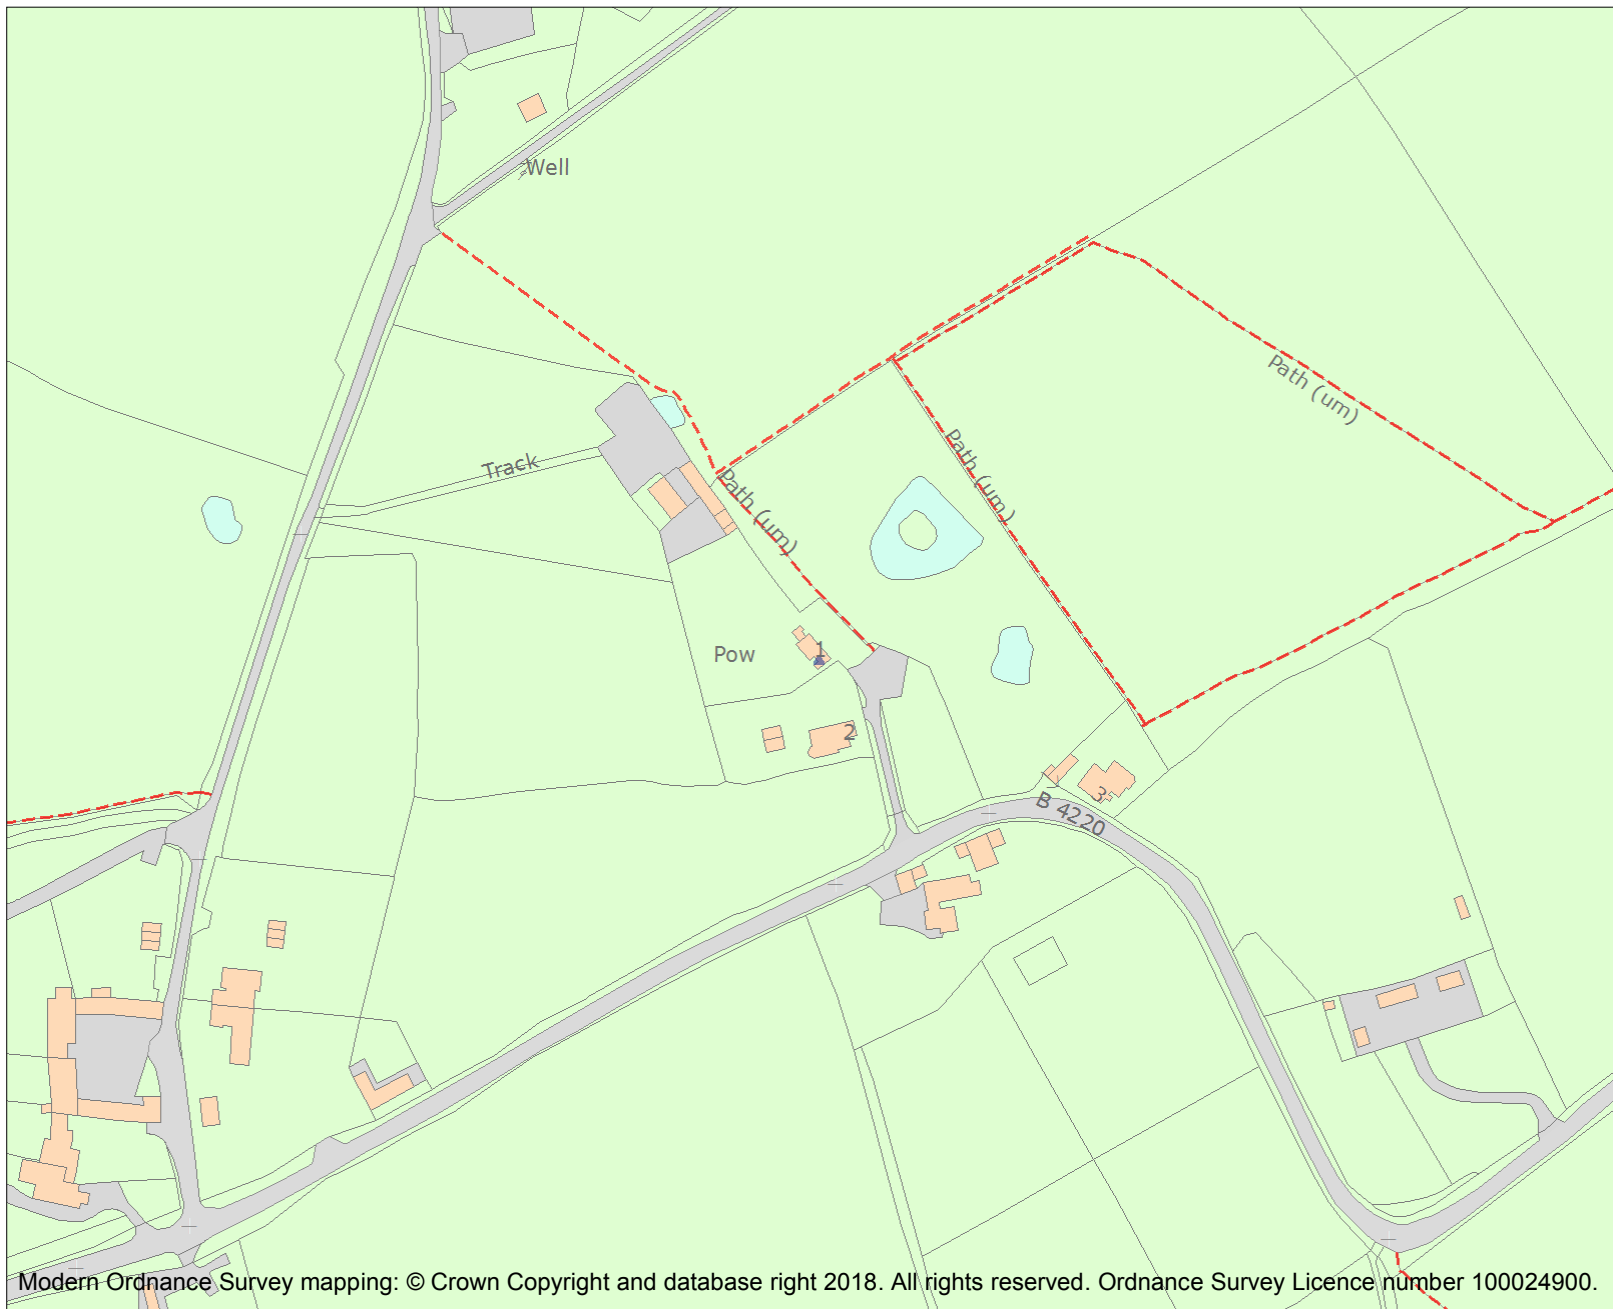 Well
Path (um)
Track
Path (um)
Path (um)
1
Pow
2
3
B 4220
Modern Ordnance Survey mapping: © Crown Copyright and database right 2018. All rights reserved. Ordnance Survey Licence number 100024900.